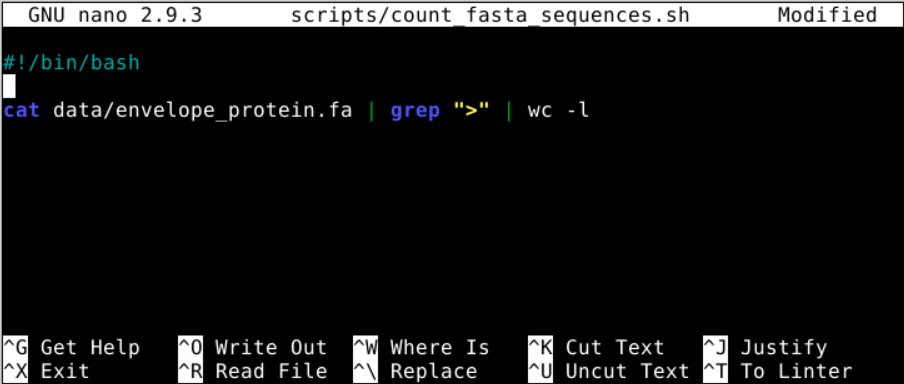 GNU nano 2.9.3 scripts/count_fasta_sequences.sh Modified
#!/bin/bash
cat data/envelope_protein.fa | grep ">" | wc -l
^G Get Help ^O Write Out ^W Where Is ^K Cut Text ^J Justify
^X Exit ^R Read File ^\ Replace ^U Uncut Text ^T To Linter